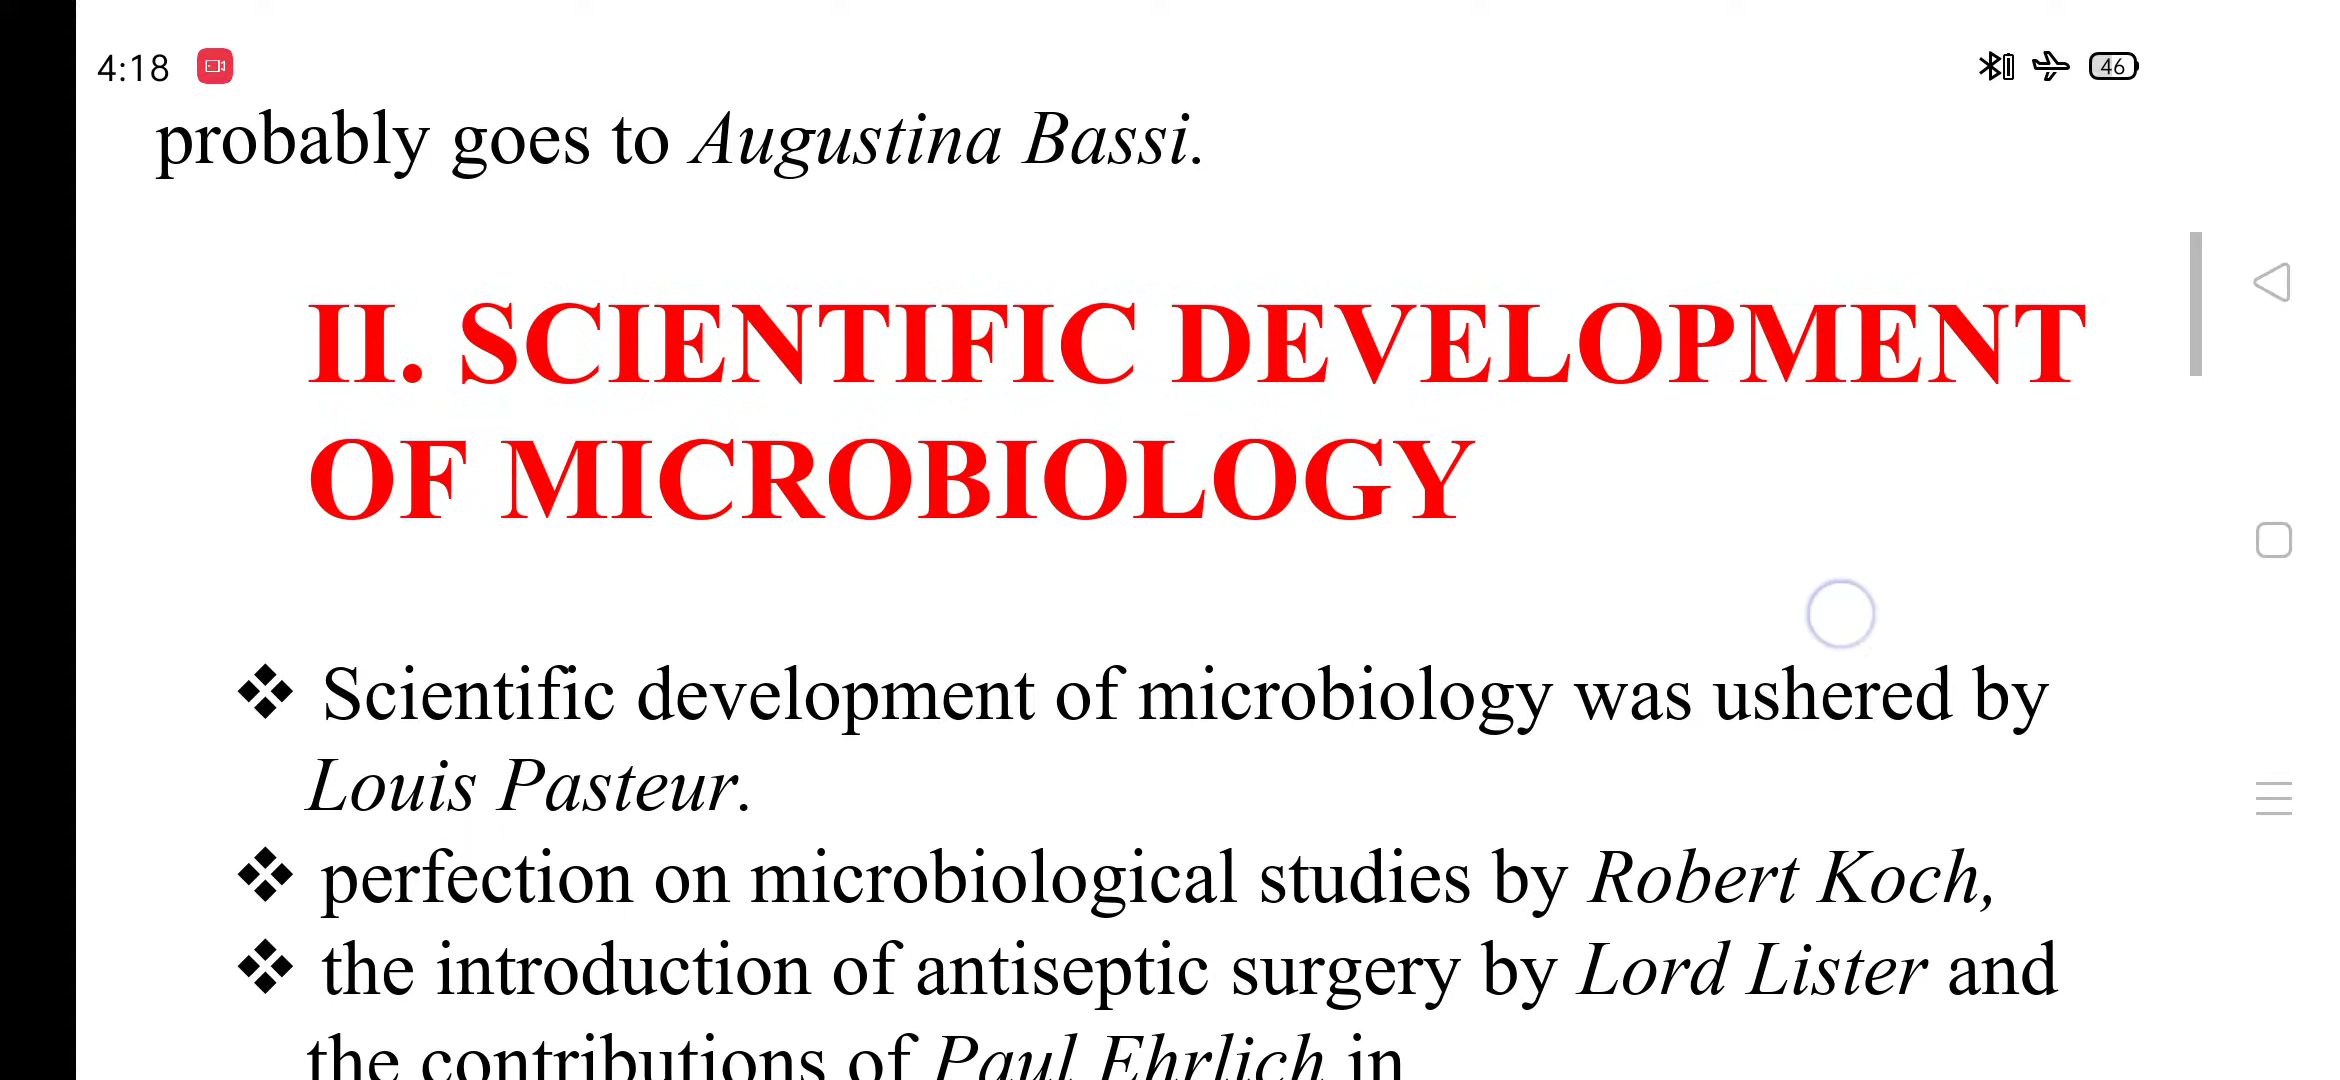 4:18
46
probably goes to Augustina Bassi.
II. SCIENTIFIC DEVELOPMENT
OF MICROBIOLOGY
❖ Scientific development of microbiology was ushered by
Louis Pasteur.
❖ perfection on microbiological studies by Robert Koch,
❖ the introduction of antiseptic surgery by Lord Lister and
the contributions of Paul Ehrlich in